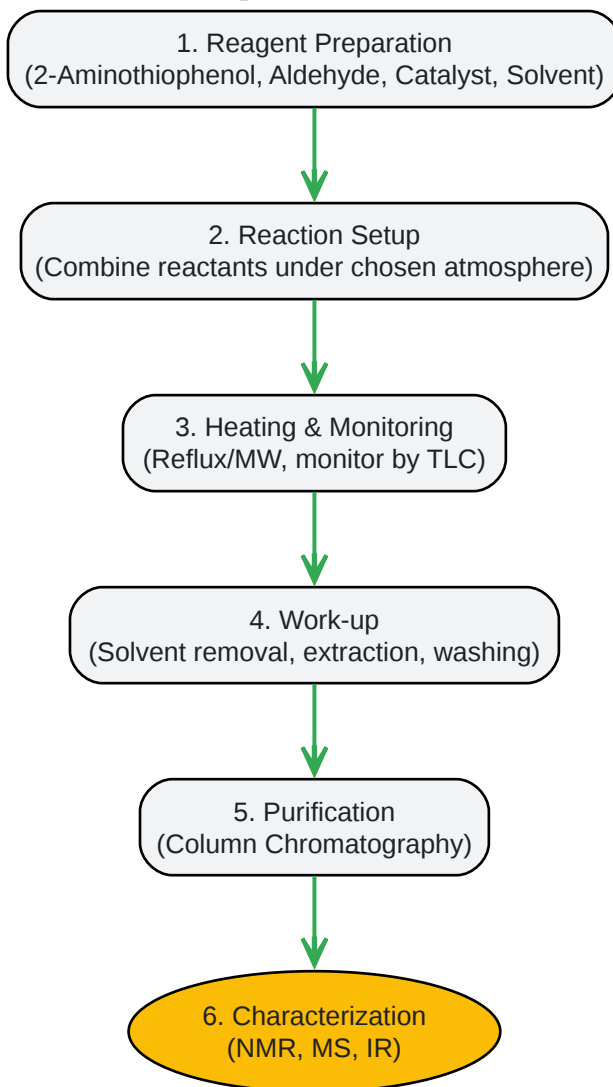 1. Reagent Preparation
(2-Aminothiophenol, Aldehyde, Catalyst, Solvent)
2. Reaction Setup
(Combine reactants under chosen atmosphere)
3. Heating & Monitoring
(Reflux/MW, monitor by TLC)
4. Work-up
(Solvent removal, extraction, washing)
5. Purification
(Column Chromatography)
6. Characterization
(NMR, MS, IR)